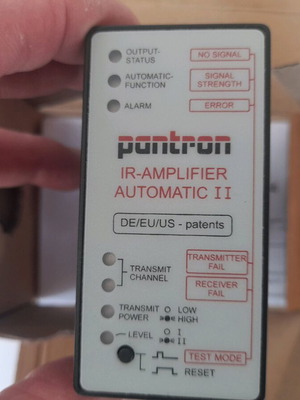 OUTPUT-
STATUS
NO SIGNAL
AUTOMATIC-
FUNCTION
SIGNAL
STRENGTH
ALARM
ERROR
pantron
IR-AMPLIFIER
AUTOMATIC II
DE/EU/US - patents
TRANSMIT
CHANNEL
TRANSMITTER
FAIL
RECEIVER
FAIL
TRANSMIT
POWER
LOW
HIGH
LEVEL
I
II
TEST MODE
RESET